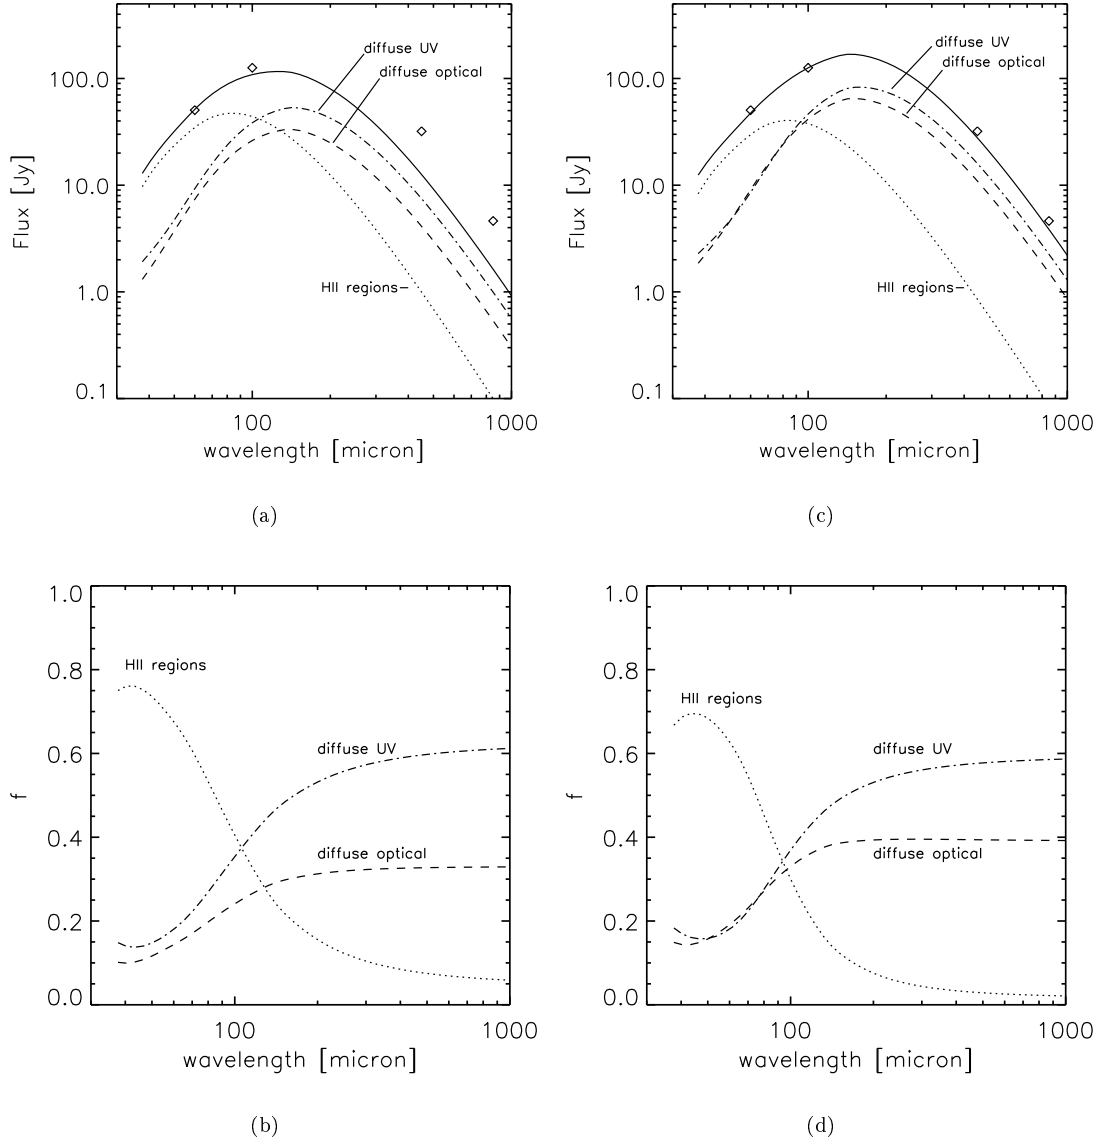 100.0
10.0
1.0
0.1
Flux [Jy]
diffuse UV
diffuse optical
HII regions
100
1000
wavelength [micron]
(a)
100.0
10.0
1.0
0.1
Flux [Jy]
diffuse UV
diffuse optical
HII regions
100
1000
wavelength [micron]
(c)
1.0
0.8
0.6
0.4
0.2
0.0
f
HII regions
diffuse UV
diffuse optical
100
1000
wavelength [micron]
(b)
1.0
0.8
0.6
0.4
0.2
0.0
f
HII regions
diffuse UV
diffuse optical
100
1000
wavelength [micron]
(d)